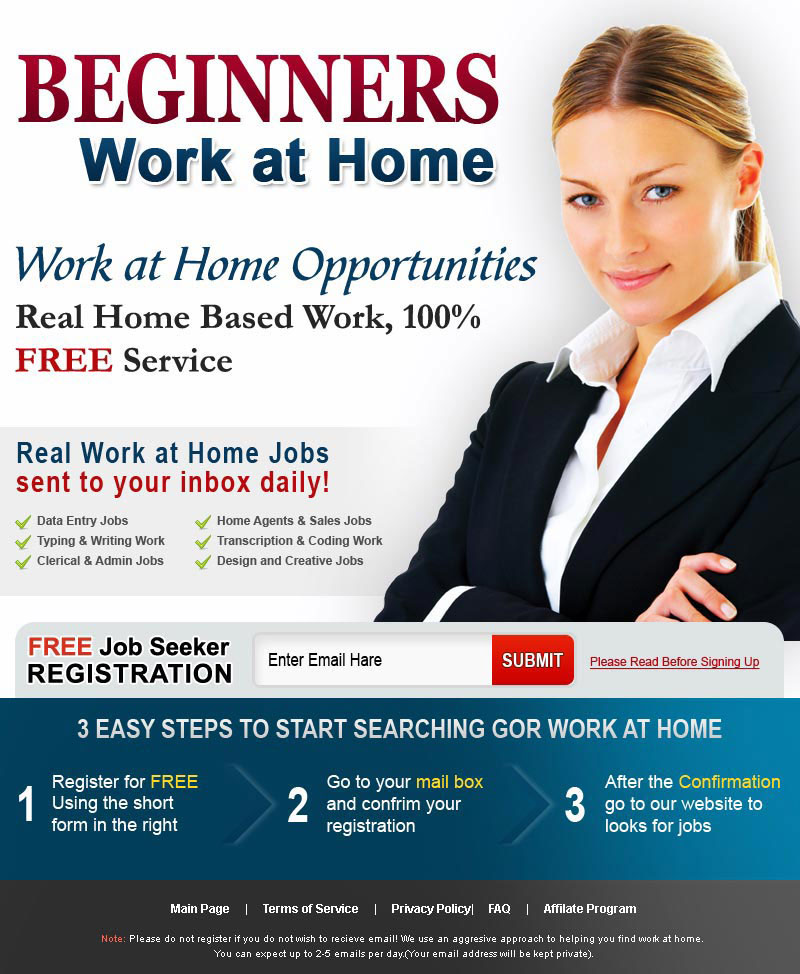 BEGINNERS
Work at Home
Work at Home Opportunities
Real Home Based Work, 100%
FREE Service
Real Work at Home Jobs
sent to your inbox daily!
Data Entry Jobs
Typing & Writing Work
Clerical & Admin Jobs
Home Agents & Sales Jobs
Transcription & Coding Work
Design and Creative Jobs
FREE Job Seeker
REGISTRATION
Enter Email Hare
SUBMIT
Please Read Before Signing Up
3 EASY STEPS TO START SEARCHING GOR WORK AT HOME
1
Register for FREE
Using the short
form in the right
2
Go to your mail box
and confrim your
registration
3
After the Confirmation
go to our website to
looks for jobs
Main Page | Terms of Service | Privacy Policy| FAQ | Affilate Program
Note: Please do not register if you do not wish to recieve email! We use an aggresive approach to helping you find work at home.
You can expect up to 2-5 emails per day.(Your email address will be kept private).